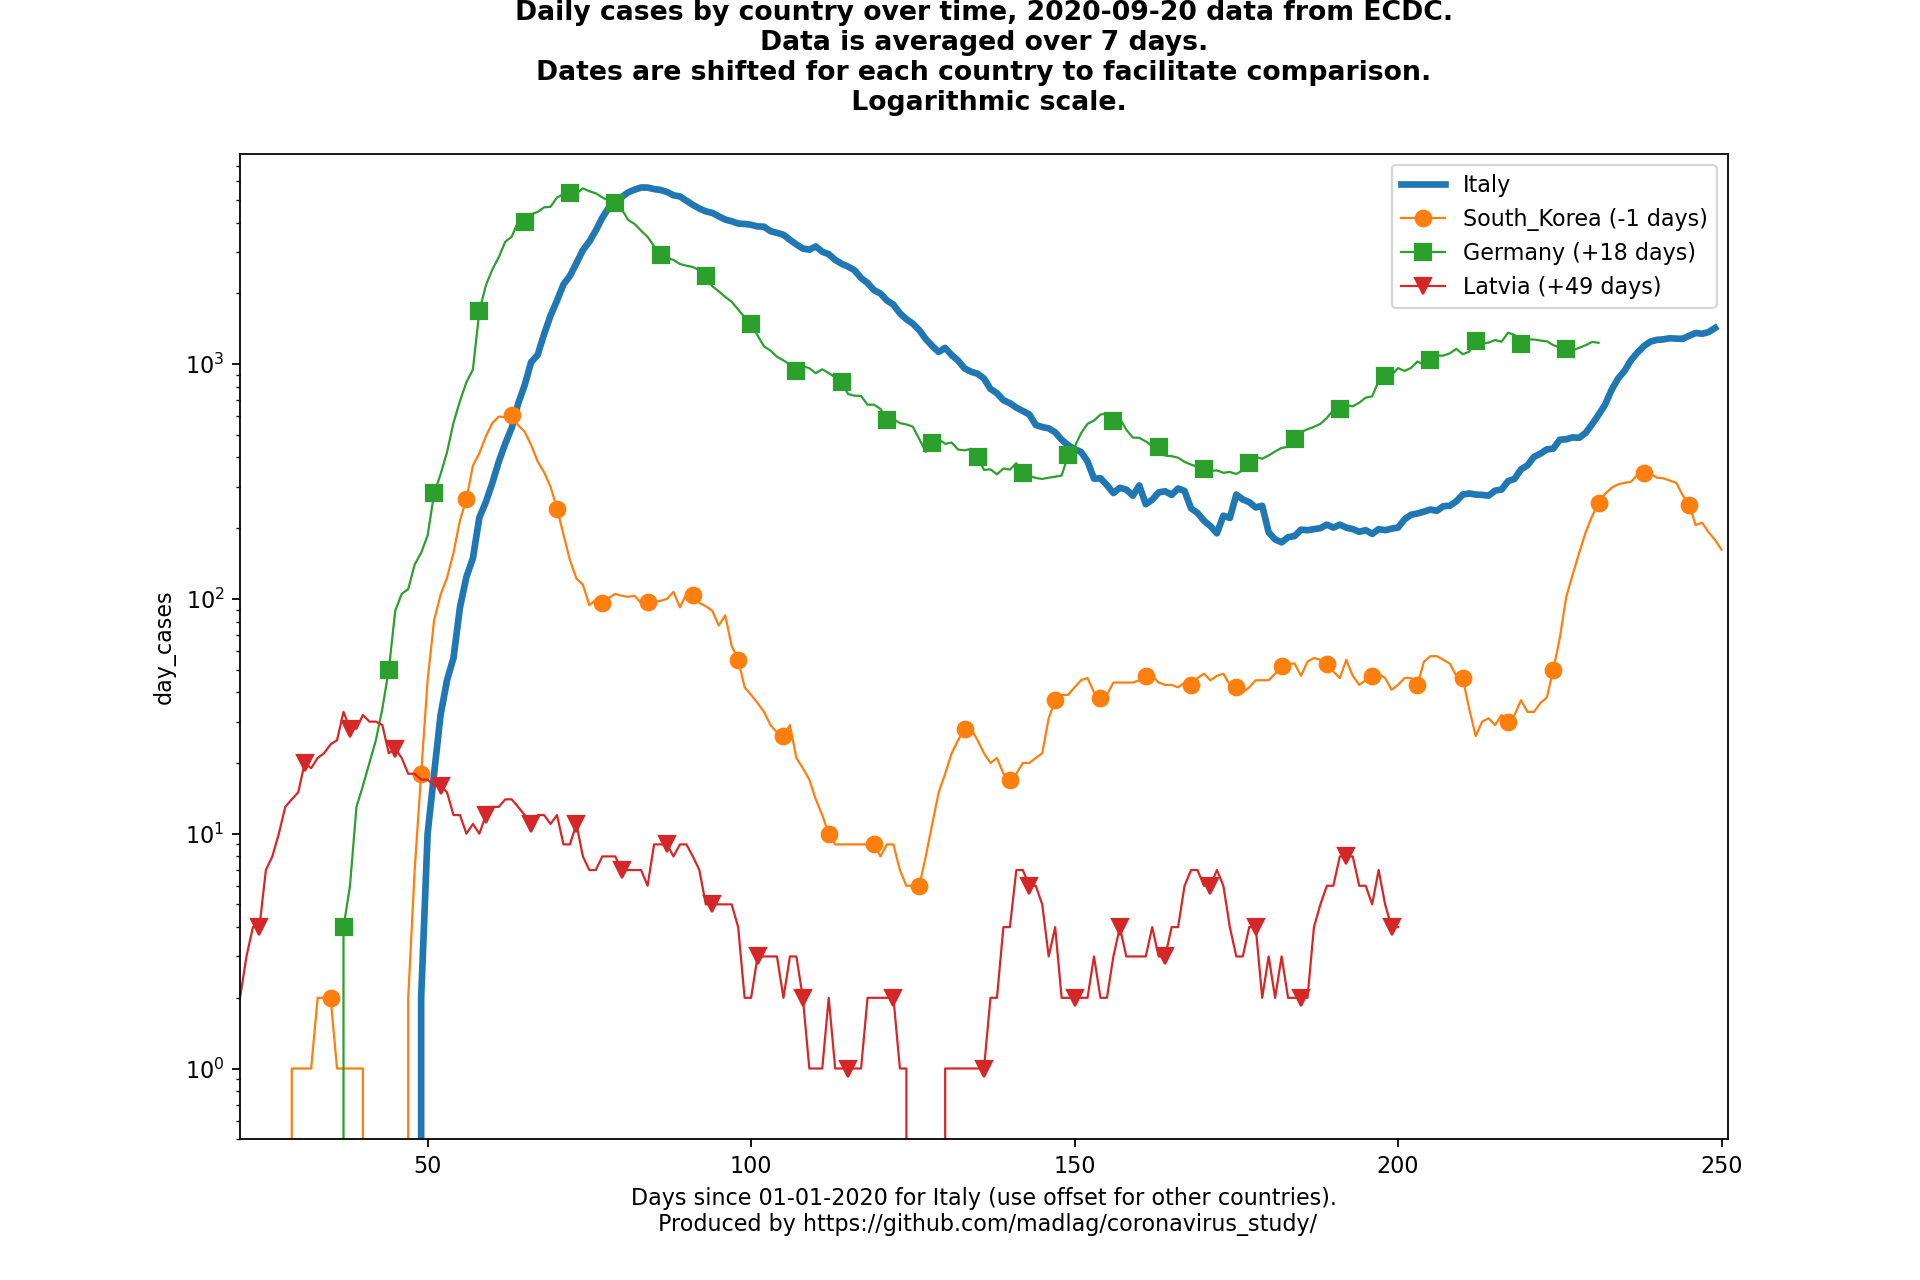 Daily cases by country over time, 2020-09-20 data from ECDC.
Data is averaged over 7 days.
Dates are shifted for each country to facilitate comparison.
Logarithmic scale.
Italy
South_Korea (-1 days)
Germany (+18 days)
Latvia (+49 days)
day_cases
10³
10²
10¹
10⁰
50
100
150
200
250
Days since 01-01-2020 for Italy (use offset for other countries).
Produced by https://github.com/madlag/coronavirus_study/